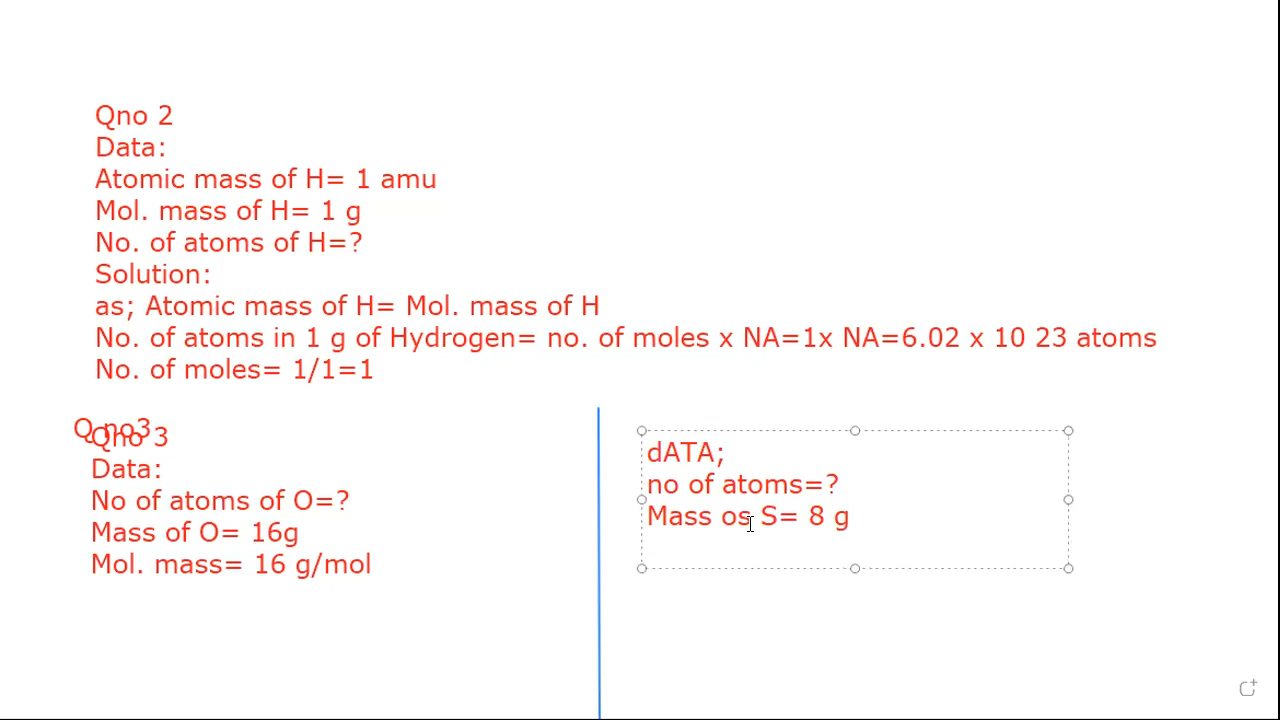 Qno 2
Data:
Atomic mass of H= 1 amu
Mol. mass of H= 1 g
No. of atoms of H=?
Solution:
as; Atomic mass of H= Mol. mass of H
No. of atoms in 1 g of Hydrogen= no. of moles x NA=1x NA=6.02 x 10 23 atoms
No. of moles= 1/1=1
Q no3
Qno 3
Data:
No of atoms of O=?
Mass of O= 16g
Mol. mass= 16 g/mol
dATA;
no of atoms=?
Mass os S= 8 g